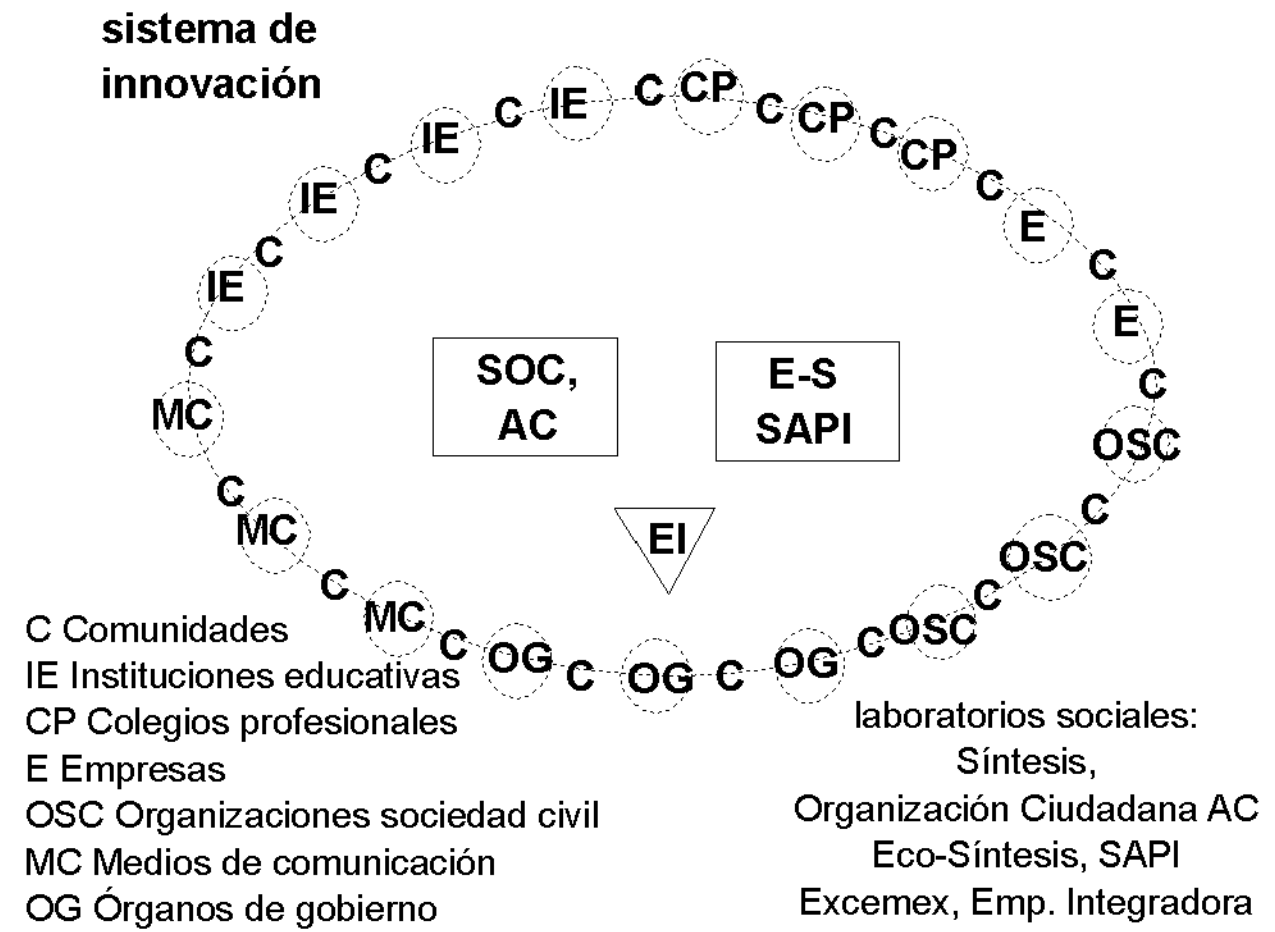 sistema de
innovación
IE C IE C IE C IE C CP C CP C CP C E C E C OSC C OSC C OSC C OG C OG C OG C MC C MC C MC C
SOC,
AC
E-S
SAPI
EI
C Comunidades
IE Instituciones educativas
CP Colegios profesionales
E Empresas
OSC Organizaciones sociedad civil
MC Medios de comunicación
OG Órganos de gobierno
laboratorios sociales:
Síntesis,
Organización Ciudadana AC
Eco-Síntesis, SAPI
Excemex, Emp. Integradora